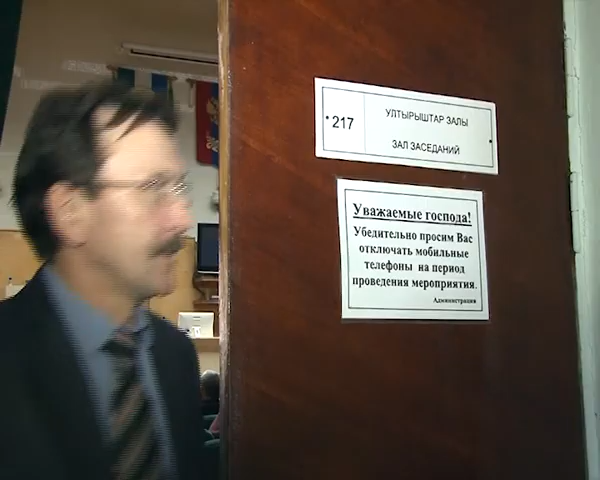 217
УЛТЫРЫШТАР ЗАЛЫ
ЗАЛ ЗАСЕДАНИЙ
Уважаемые господа!
Убедительно просим Вас
отключать мобильные
телефоны на период
проведения мероприятия.
Администрация